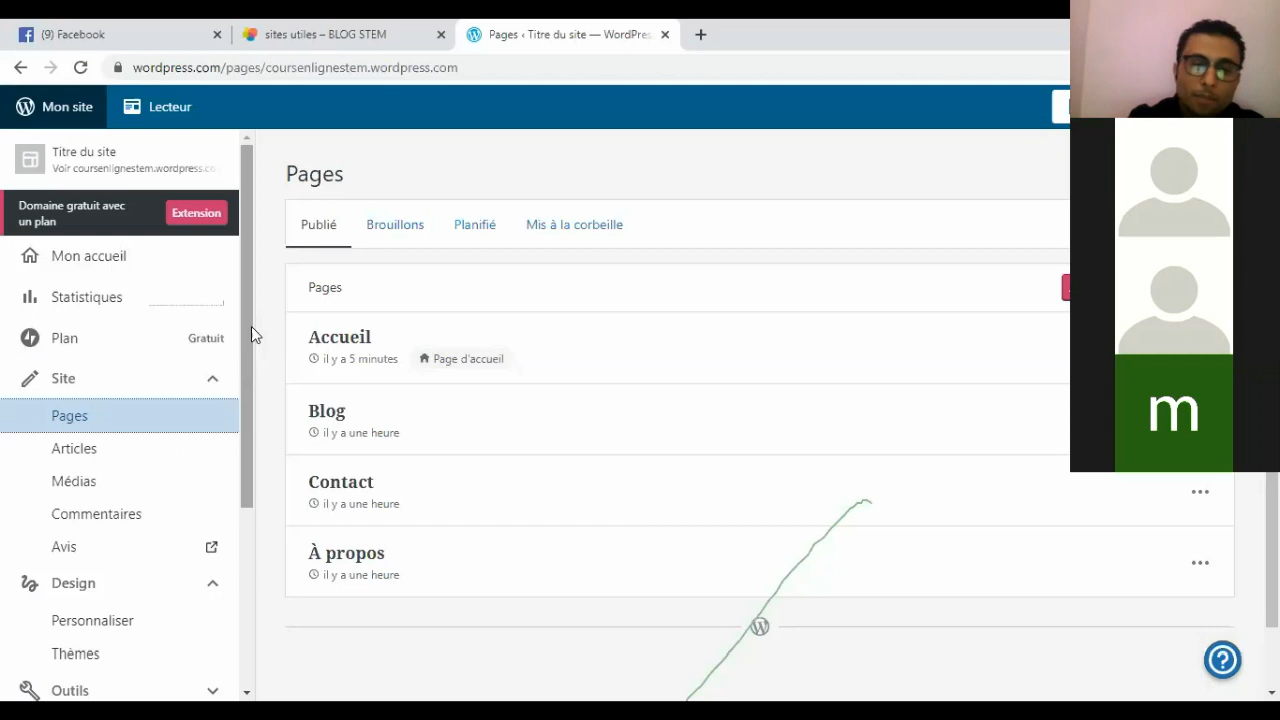 (9) Facebook
sites utiles – BLOG STEM
Pages ‹ Titre du site — WordPres
wordpress.com/pages/coursenlignestem.wordpress.com
Mon site
Lecteur
Titre du site
Voir coursenlignestem.wordpress.co
Domaine gratuit avec
un plan
Extension
Mon accueil
Statistiques
Plan
Gratuit
Site
Pages
Articles
Médias
Commentaires
Avis
Design
Personnaliser
Thèmes
Outils
Pages
Publié
Brouillons
Planifié
Mis à la corbeille
Pages
Accueil
il y a 5 minutes
Page d'accueil
Blog
il y a une heure
Contact
il y a une heure
À propos
il y a une heure
m